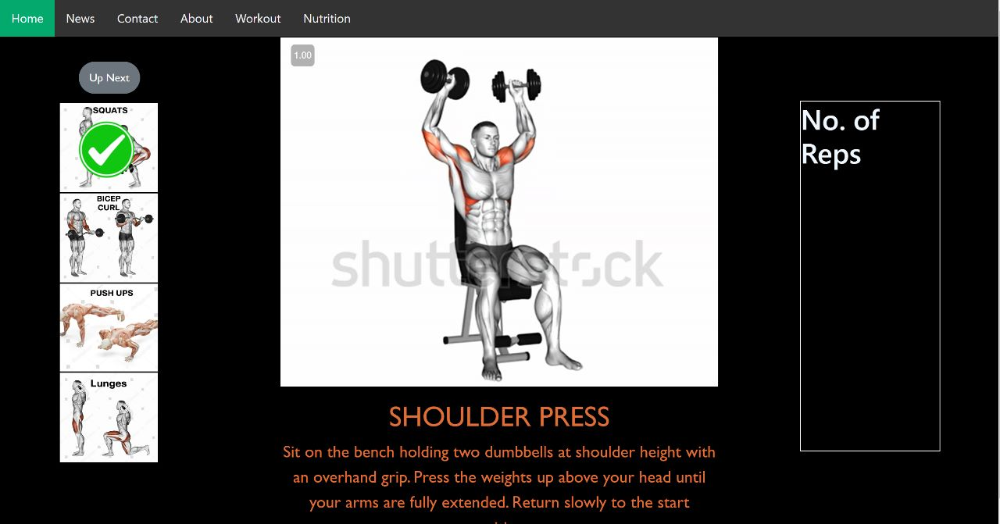 Home News Contact About Workout Nutrition
Up Next
SQUATS
BICEP
CURL
PUSH UPS
Lunges
1.00
shutterstock
SHOULDER PRESS
Sit on the bench holding two dumbbells at shoulder height with
an overhand grip. Press the weights up above your head until
your arms are fully extended. Return slowly to the start
No. of
Reps